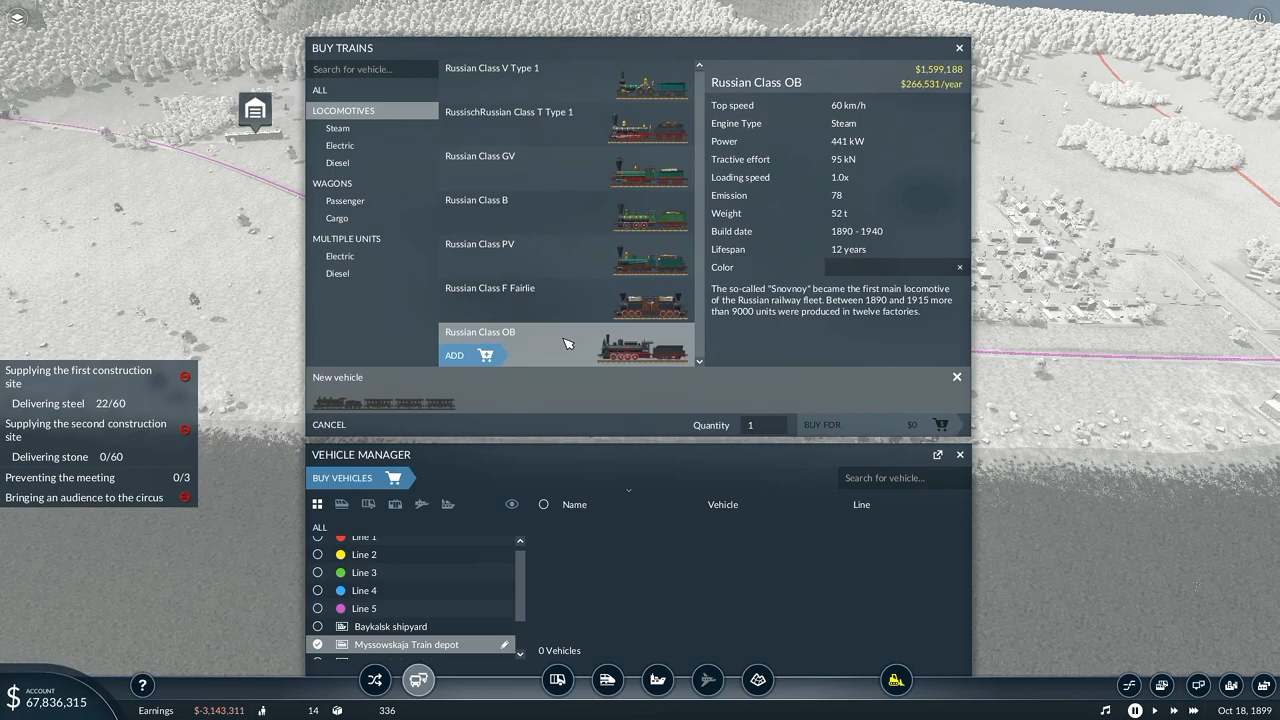 BUY TRAINS
Search for vehicle...
ALL
LOCOMOTIVES
Steam
Electric
Diesel
WAGONS
Passenger
Cargo
MULTIPLE UNITS
Electric
Diesel
Russian Class V Type 1
RussischRussian Class T Type 1
Russian Class GV
Russian Class B
Russian Class PV
Russian Class F Fairlie
Russian Class OB
ADD
$1,599,188
Russian Class OB
$266,531/year
Top speed 60 km/h
Engine Type Steam
Power 441 kW
Tractive effort 95 kN
Loading speed 1.0x
Emission 78
Weight 52 t
Build date 1890 - 1940
Lifespan 12 years
Color
The so-called "Snovnoy" became the first main locomotive
of the Russian railway fleet. Between 1890 and 1915 more
than 9000 units were produced in twelve factories.
New vehicle
CANCEL
Quantity 1
BUY FOR $0
Supplying the first construction
site
Delivering steel 22/60
Supplying the second construction
site
Delivering stone 0/60
Preventing the meeting 0/3
Bringing an audience to the circus
VEHICLE MANAGER
BUY VEHICLES
Search for vehicle...
Name Vehicle Line
ALL
Line 1
Line 2
Line 3
Line 4
Line 5
Baykalsk shipyard
Myssowskaja Train depot
0 Vehicles
$ ACCOUNT
67,836,315
?
Earnings $-3,143,311 14 336
Oct 18, 1899